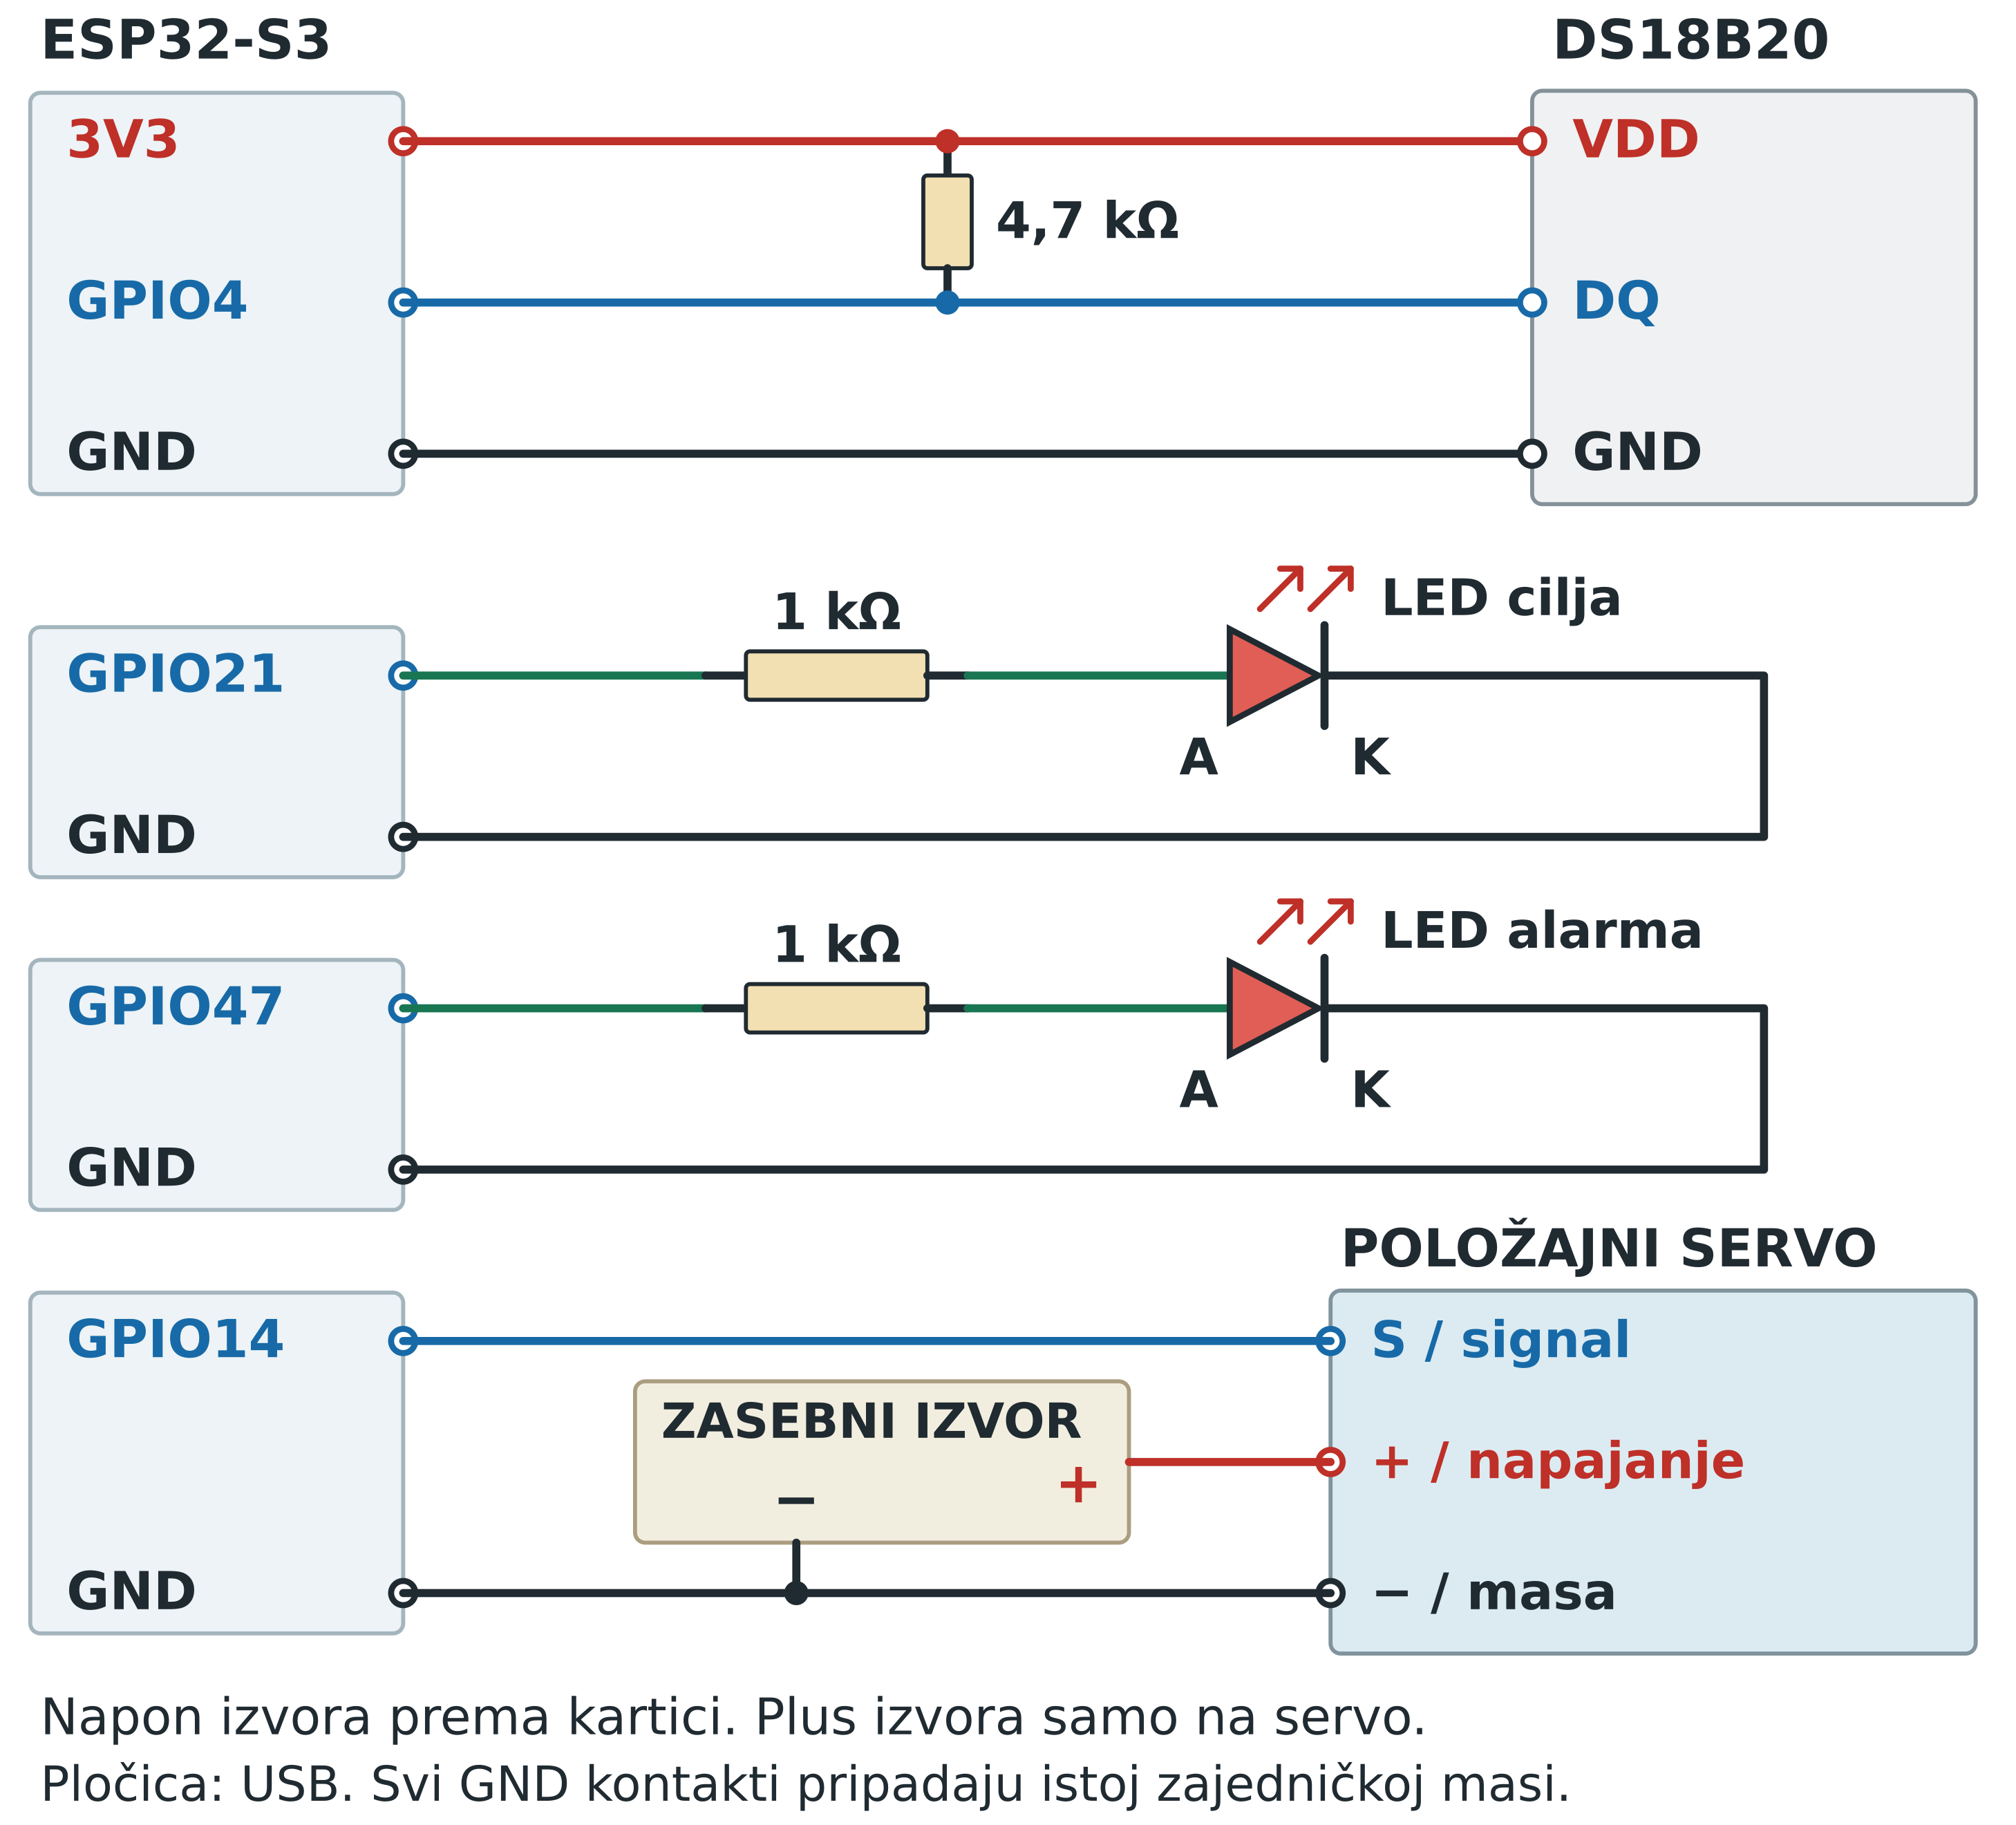 ESP32-S3
DS18B20
3V3
VDD
4,7 kΩ
GPIO4
DQ
GND
GND
LED cilja
1 kΩ
GPIO21
A
K
GND
LED alarma
1 kΩ
GPIO47
A
K
GND
POLOŽAJNI SERVO
GPIO14
S / signal
ZASEBNI IZVOR
+ / napajanje
−
+
GND
− / masa
Napon izvora prema kartici. Plus izvora samo na servo.
Pločica: USB. Svi GND kontakti pripadaju istoj zajedničkoj masi.